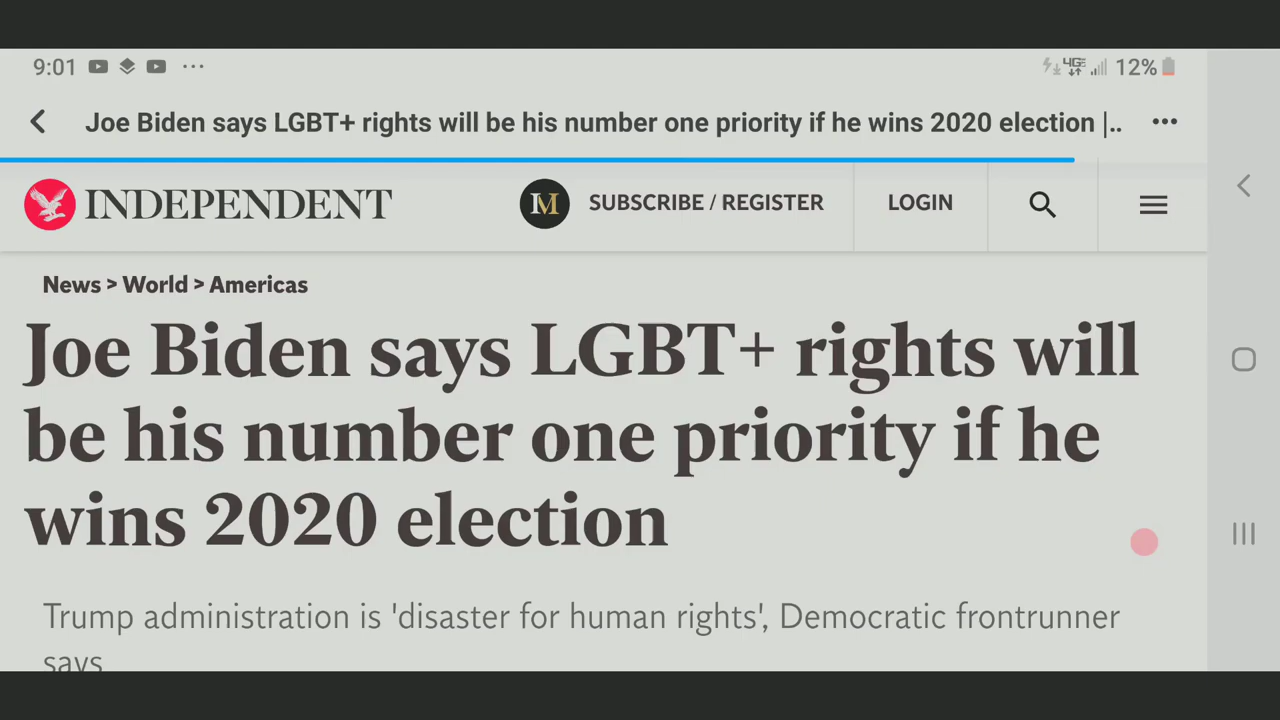 9:01 ... 4GE 12%
Joe Biden says LGBT+ rights will be his number one priority if he wins 2020 election |..
INDEPENDENT IM SUBSCRIBE / REGISTER LOGIN
News > World > Americas
Joe Biden says LGBT+ rights will
be his number one priority if he
wins 2020 election
Trump administration is 'disaster for human rights', Democratic frontrunner
says